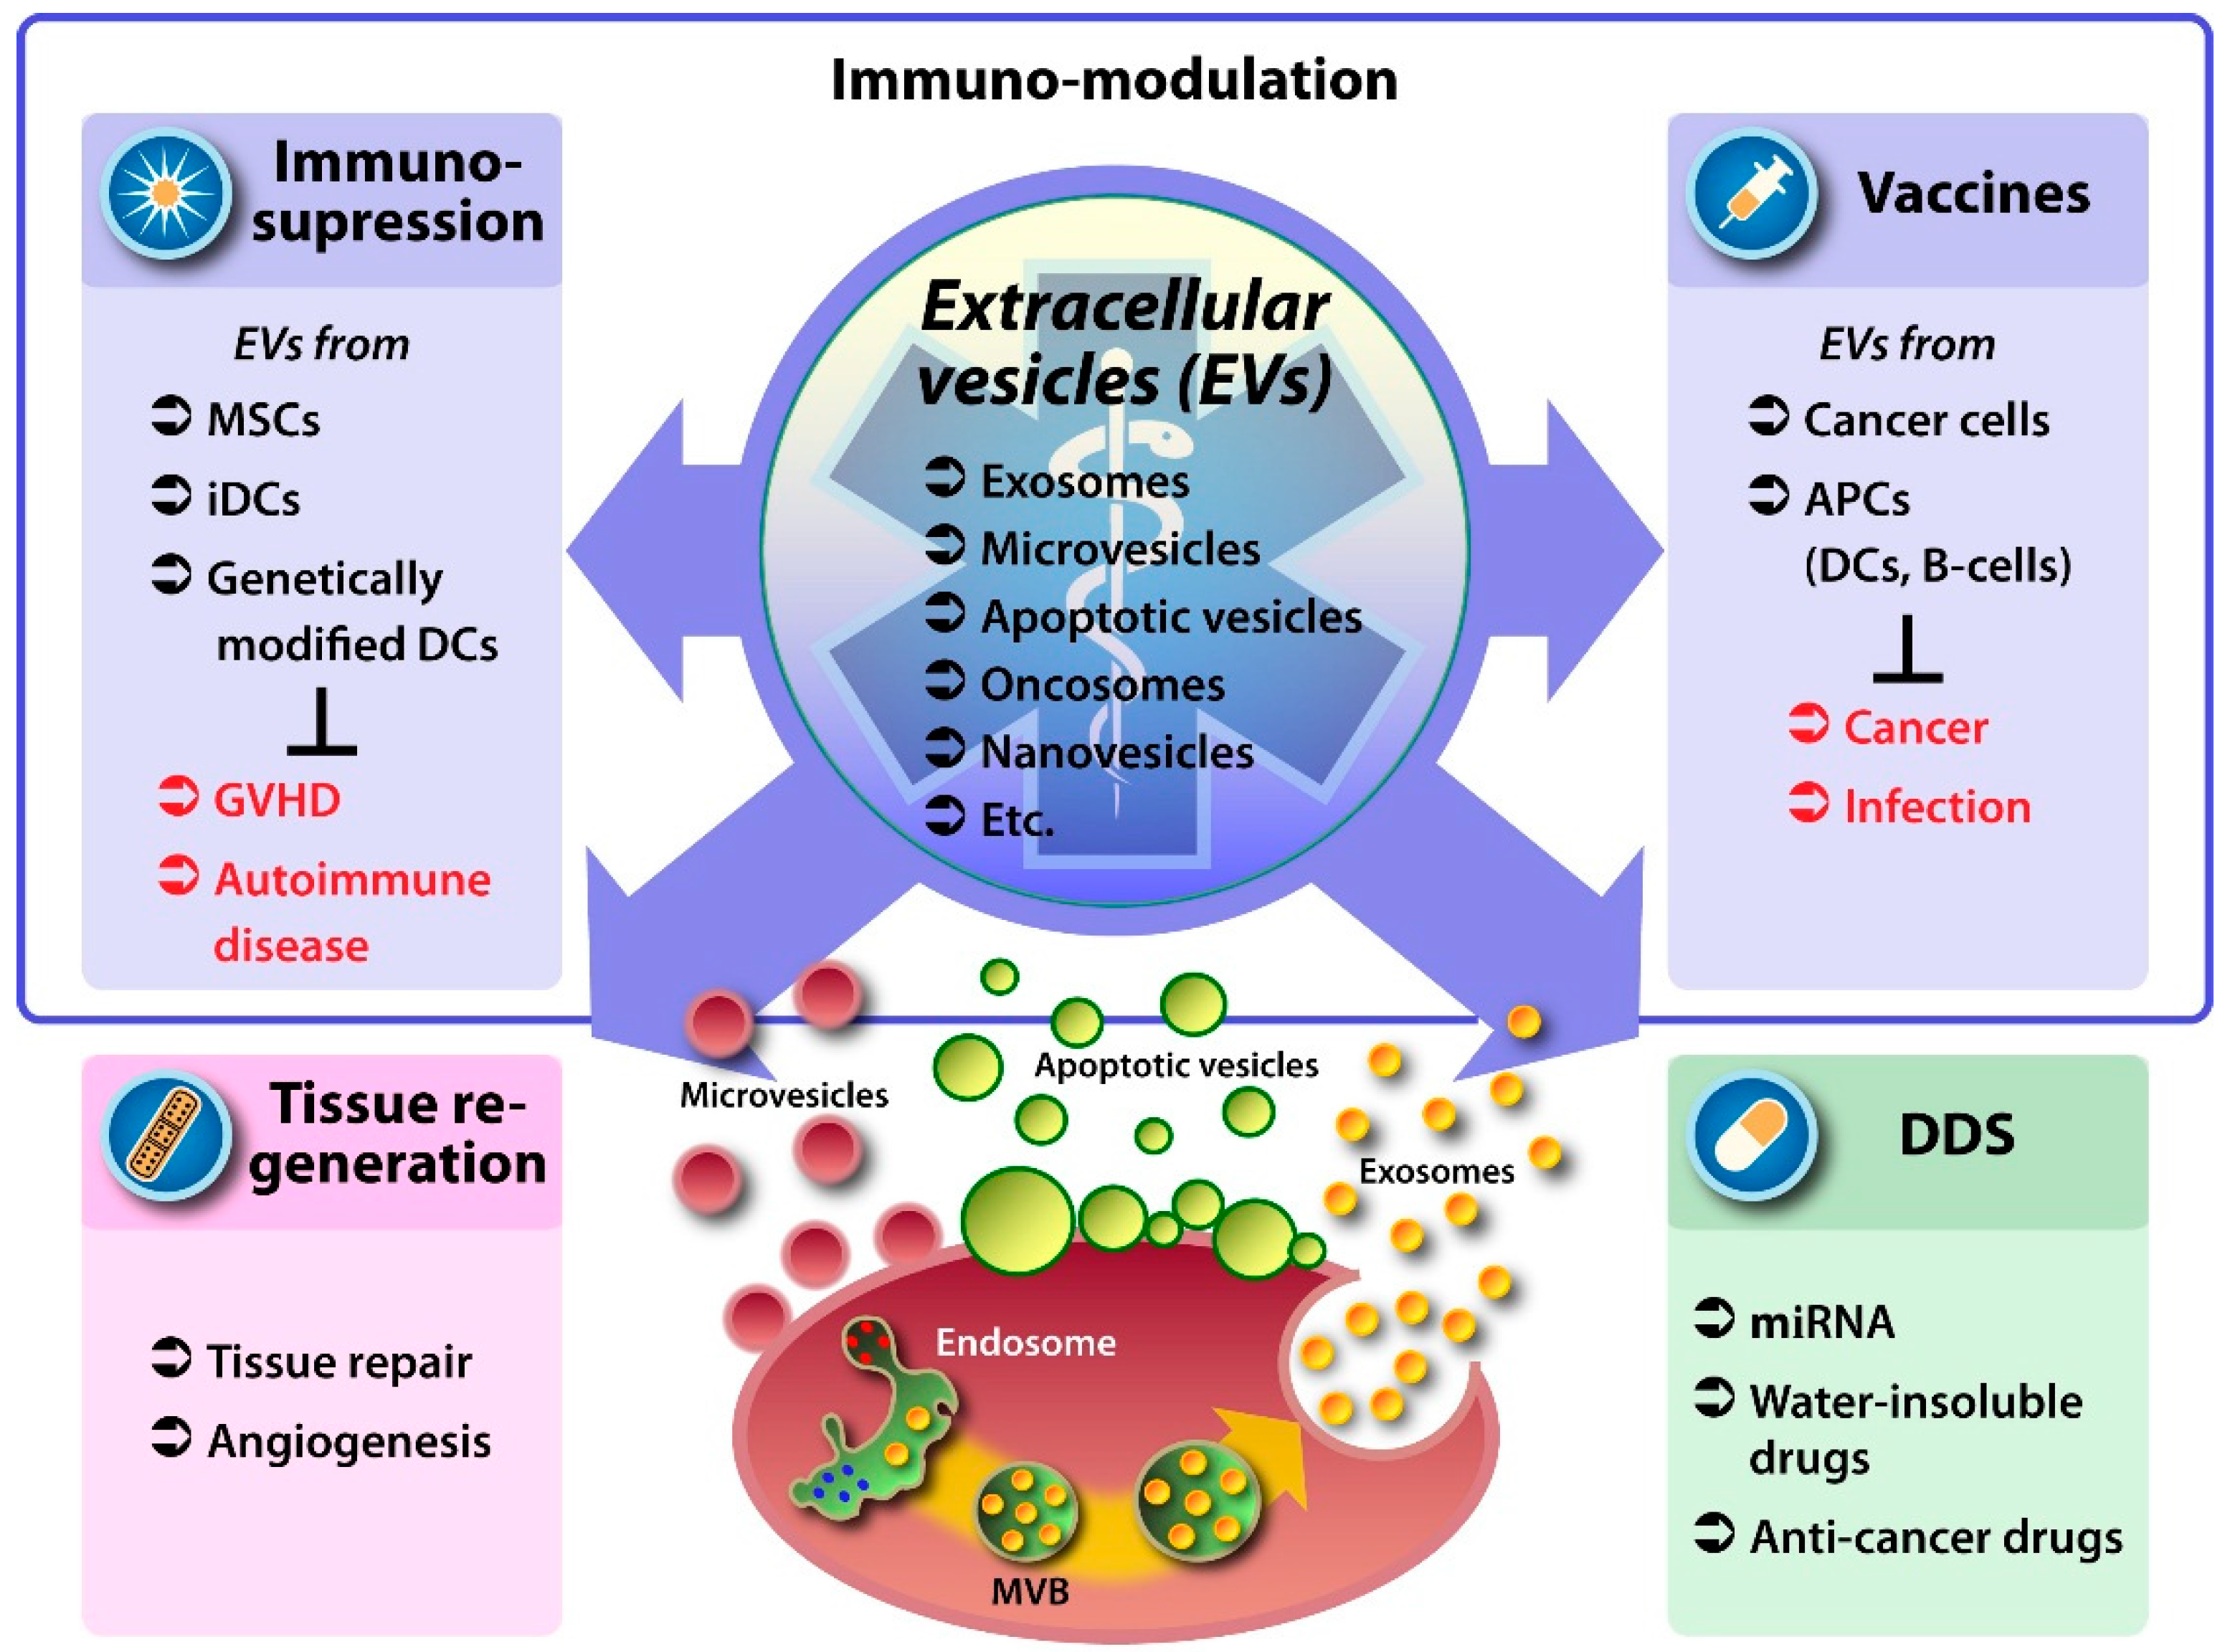 Immuno-modulation
Immuno-
supression
EVs from
MSCs
iDCs
Genetically
modified DCs
GVHD
Autoimmune
disease
Extracellular
vesicles (EVs)
Exosomes
Microvesicles
Apoptotic vesicles
Oncosomes
Nanovesicles
Etc.
Vaccines
EVs from
Cancer cells
APCs
(DCs, B-cells)
Cancer
Infection
Tissue re-
generation
Tissue repair
Angiogenesis
Microvesicles
Apoptotic vesicles
Exosomes
Endosome
MVB
DDS
miRNA
Water-insoluble
drugs
Anti-cancer drugs